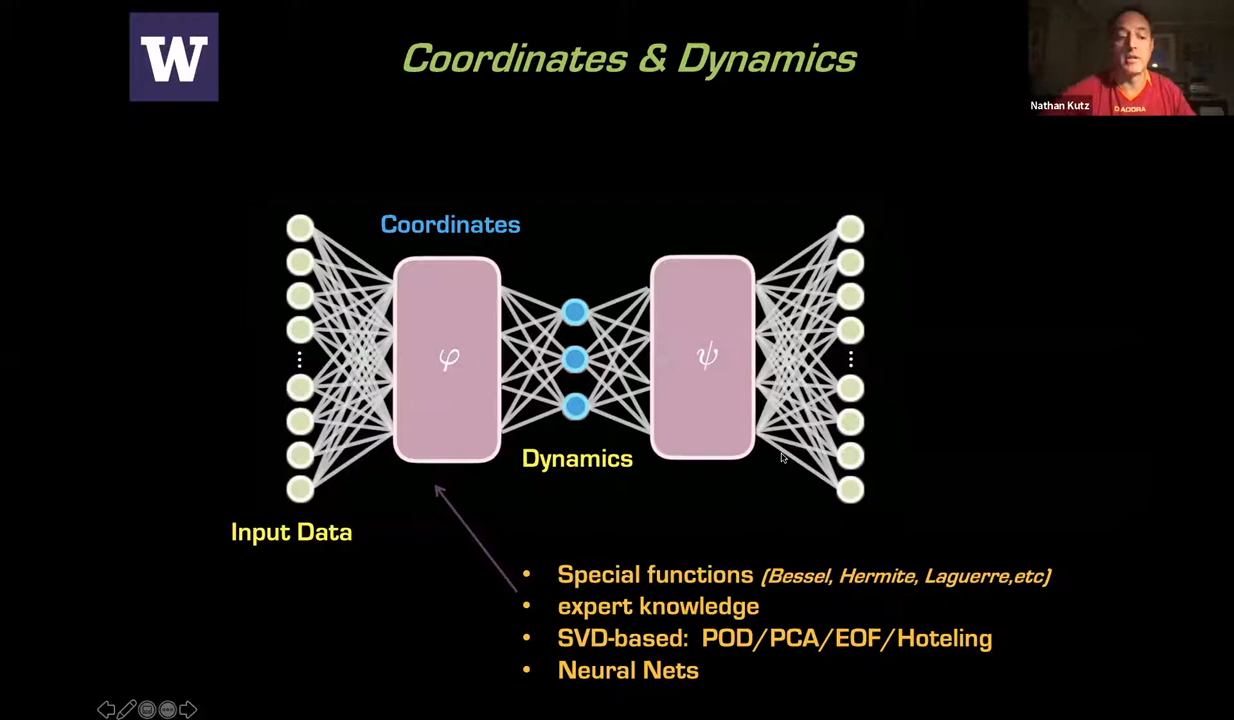 W
Coordinates & Dynamics
DIADORA
Nathan Kutz
Coordinates
φ
ψ
Dynamics
Input Data
• Special functions (Bessel, Hermite, Laguerre,etc)
• expert knowledge
• SVD-based: POD/PCA/EOF/Hoteling
• Neural Nets